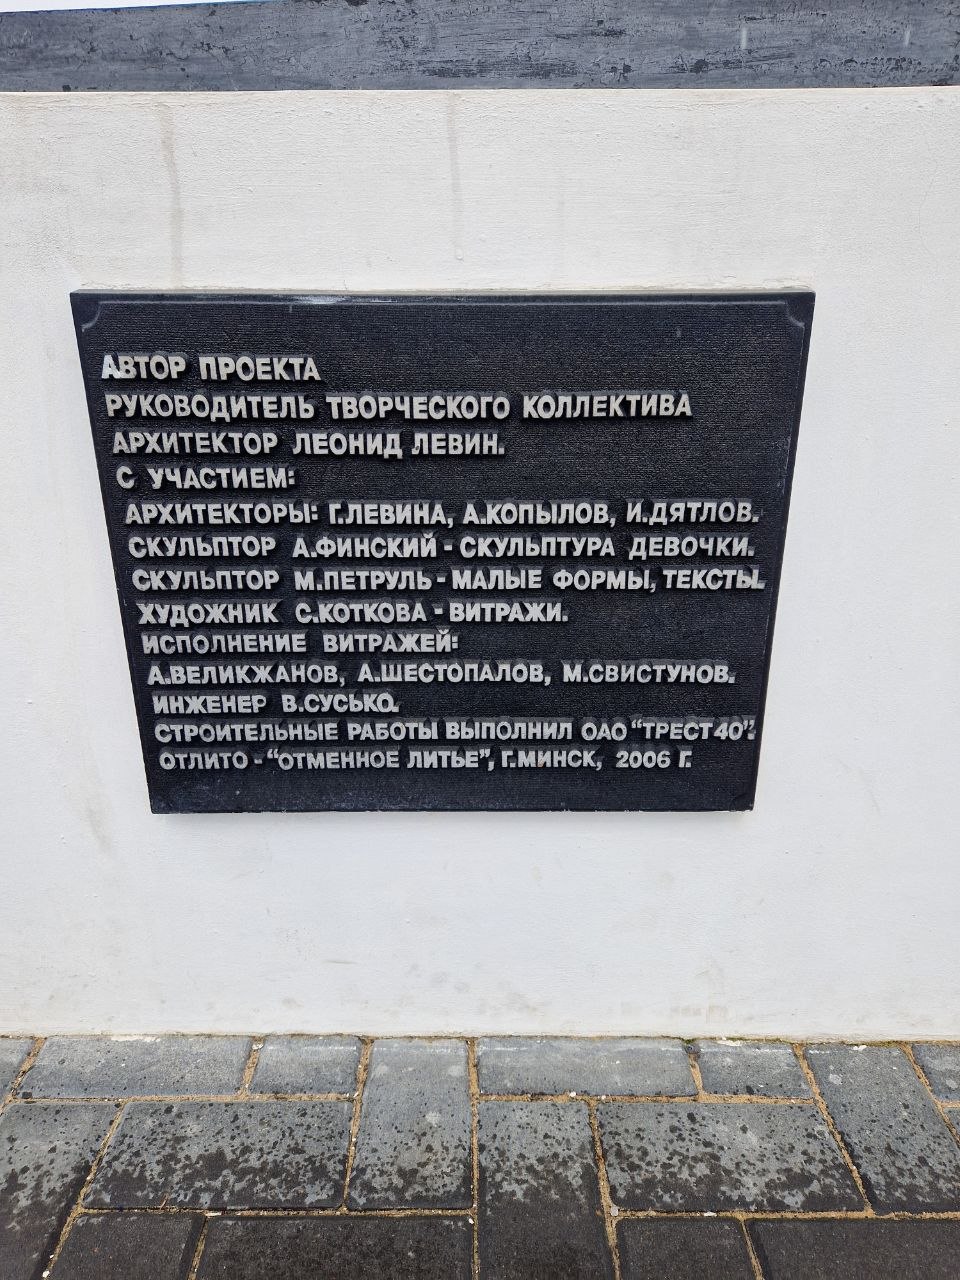 АВТОР ПРОЕКТА
РУКОВОДИТЕЛЬ ТВОРЧЕСКОГО КОЛЛЕКТИВА
АРХИТЕКТОР ЛЕОНИД ЛЕВИН.
С УЧАСТИЕМ:
АРХИТЕКТОРЫ: Г.ЛЕВИНА, А.КОПЫЛОВ, И.ДЯТЛОВ.
СКУЛЬПТОР А.ФИНСКИЙ - СКУЛЬПТУРА ДЕВОЧКИ.
СКУЛЬПТОР М.ПЕТРУЛЬ - МАЛЫЕ ФОРМЫ, ТЕКСТЫ.
ХУДОЖНИК С.КОТКОВА - ВИТРАЖИ.
ИСПОЛНЕНИЕ ВИТРАЖЕЙ:
А.ВЕЛИКЖАНОВ, А.ШЕСТОПАЛОВ, М.СВИСТУНОВ.
ИНЖЕНЕР В.СУСЬКО.
СТРОИТЕЛЬНЫЕ РАБОТЫ ВЫПОЛНИЛ ОАО "ТРЕСТ 40".
ОТЛИТО - "ОТМЕННОЕ ЛИТЬЕ", Г.МИНСК, 2006 Г.